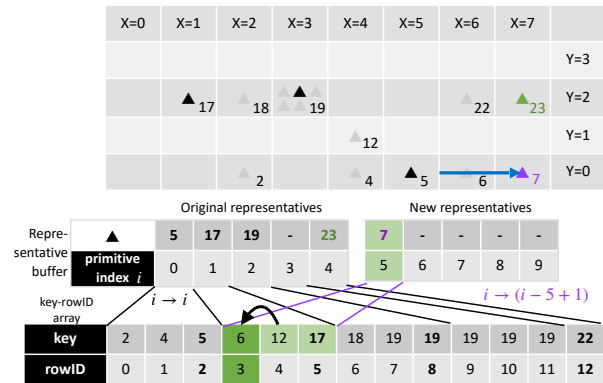 X=0 X=1 X=2 X=3 X=4 X=5 X=6 X=7
Y=3
17 18 19 22 23 Y=2
12 Y=1
2 4 5 6 7 Y=0
Original representatives New representatives
Repre-
sentative
buffer
▲ 5 17 19 - 23 7 - - - -
primitive
index i 0 1 2 3 4 5 6 7 8 9
key-rowID
array
i → i i → (i − 5 + 1)
key 2 4 5 6 12 17 18 19 19 19 19 19 22
rowID 0 1 2 3 4 5 6 7 8 9 10 11 12